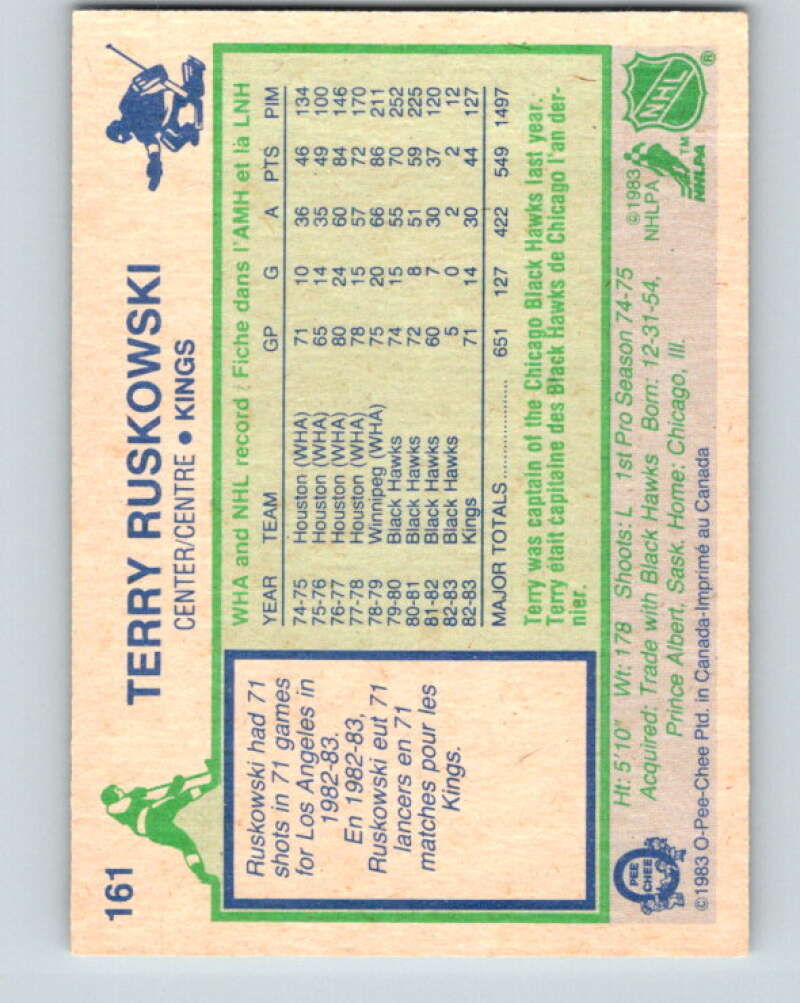 161
TERRY RUSKOWSKI
CENTER/CENTRE • KINGS
Ruskowski had 71
shots in 71 games
for Los Angeles in
1982-83.
En 1982-83,
Ruskowski eut 71
lancers en 71
matches pour les
Kings.
WHA and NHL record / Fiche dans l'AMH et la LNH
YEAR TEAM GP G A PTS PIM
74-75 Houston (WHA) 71 10 36 46 134
75-76 Houston (WHA) 65 14 35 49 100
76-77 Houston (WHA) 80 24 60 84 146
77-78 Houston (WHA) 78 15 57 72 170
78-79 Winnipeg (WHA) 75 20 66 86 211
79-80 Black Hawks 74 15 55 70 252
80-81 Black Hawks 72 8 51 59 225
81-82 Black Hawks 60 7 30 37 120
82-83 Black Hawks 5 0 2 2 12
82-83 Kings 71 14 30 44 127
MAJOR TOTALS.................. 651 127 422 549 1497
Terry was captain of the Chicago Black Hawks last year.
Terry était capitaine des Black Hawks de Chicago l'an der-
nier.
Ht: 5'10" Wt: 178 Shoots: L 1st Pro Season 74-75
Acquired: Trade with Black Hawks Born: 12-31-54,
Prince Albert, Sask. Home: Chicago, Ill.
©1983
NHLPA
NHLPA
TM
NHL
®
O
PEE
CHEE
©1983 O-Pee-Chee Ptd. in Canada-Imprimé au Canada